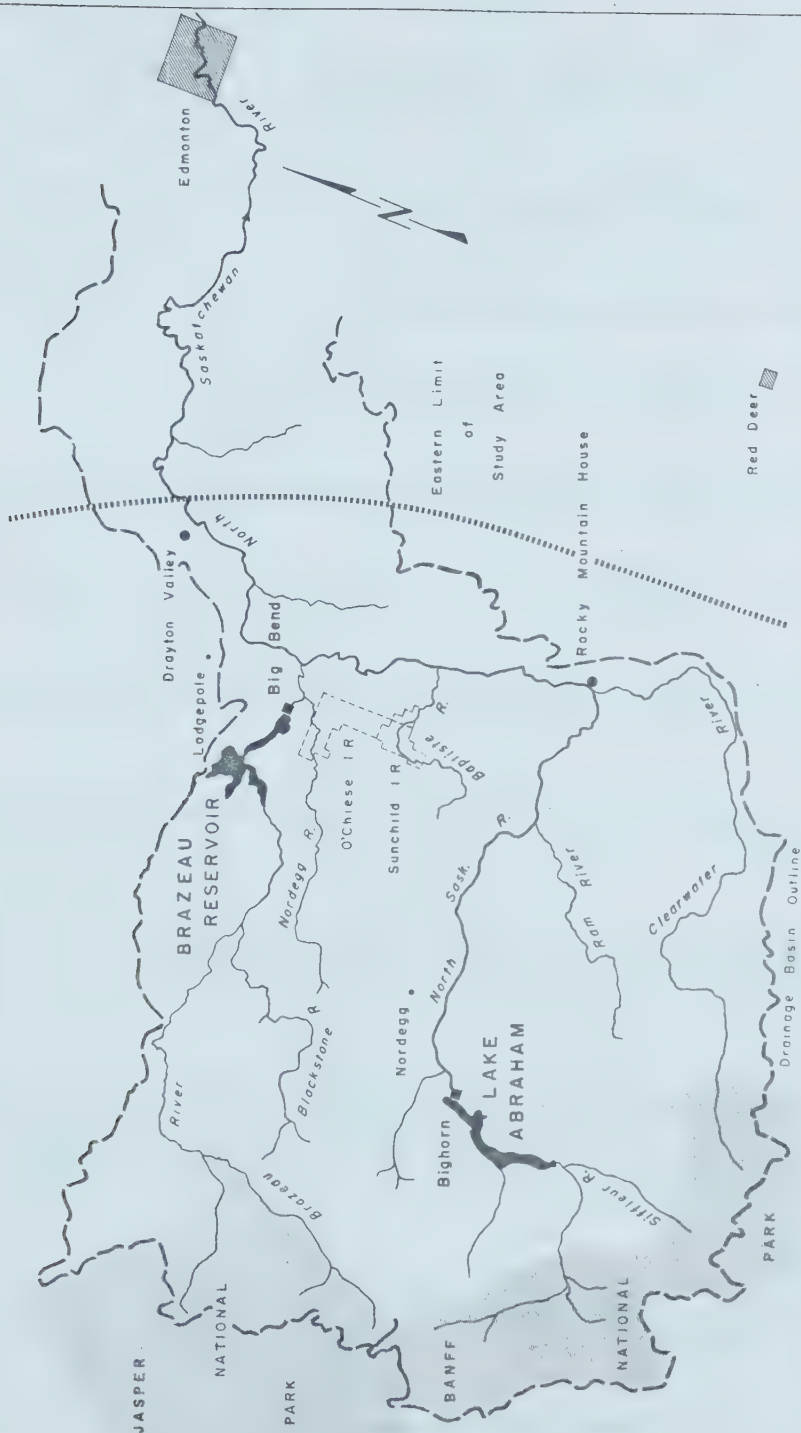 Edmonton
River
Saskatchewan
North
Eastern Limit
of
Study Area
Red Deer
Drayton Valley
Lodgepole
Big Bend
Rocky Mountain House
BRAZEAU
RESERVOIR
O'Chiese I R
Sunchild I R
Baptiste R.
Nordegg R.
Blackstone R
River
Brazeau
Nordegg
North Sask. R.
Ram River
Clearwater River
Bighorn
LAKE
ABRAHAM
Siffleur R.
JASPER
NATIONAL
PARK
BANFF
NATIONAL
PARK
Drainage Basin Outline
N